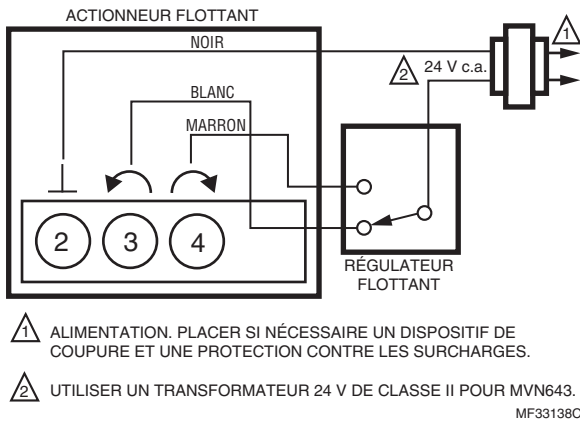 ACTIONNEUR FLOTTANT
NOIR
1
2
24 V c.a.
BLANC
MARRON
2
3
4
RÉGULATEUR
FLOTTANT
1 ALIMENTATION. PLACER SI NÉCESSAIRE UN DISPOSITIF DE
COUPURE ET UNE PROTECTION CONTRE LES SURCHARGES.
2 UTILISER UN TRANSFORMATEUR 24 V DE CLASSE II POUR MVN643.
MF33138C